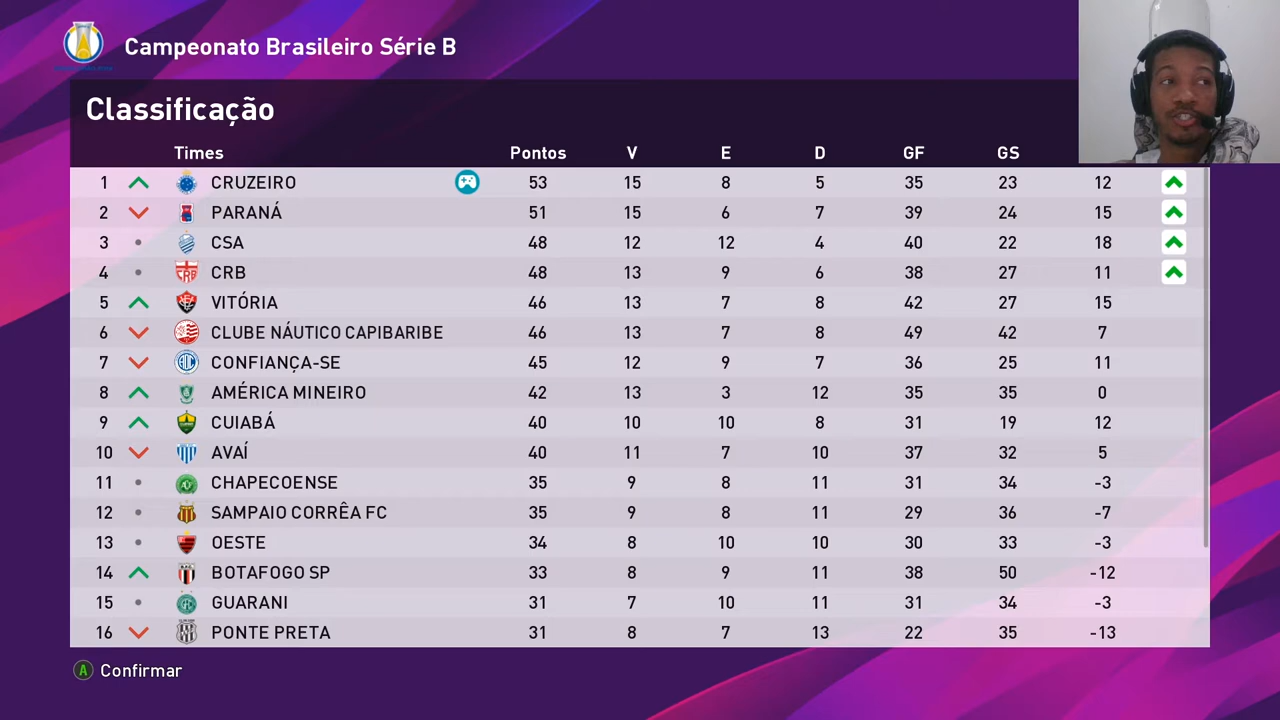 Campeonato Brasileiro Série B
Classificação
Times Pontos V E D GF GS
1 CRUZEIRO 53 15 8 5 35 23 12
2 PARANÁ 51 15 6 7 39 24 15
3 CSA 48 12 12 4 40 22 18
4 CRB 48 13 9 6 38 27 11
5 VITÓRIA 46 13 7 8 42 27 15
6 CLUBE NÁUTICO CAPIBARIBE 46 13 7 8 49 42 7
7 CONFIANÇA-SE 45 12 9 7 36 25 11
8 AMÉRICA MINEIRO 42 13 3 12 35 35 0
9 CUIABÁ 40 10 10 8 31 19 12
10 AVAÍ 40 11 7 10 37 32 5
11 CHAPECOENSE 35 9 8 11 31 34 -3
12 SAMPAIO CORRÊA FC 35 9 8 11 29 36 -7
13 OESTE 34 8 10 10 30 33 -3
14 BOTAFOGO SP 33 8 9 11 38 50 -12
15 GUARANI 31 7 10 11 31 34 -3
16 PONTE PRETA 31 8 7 13 22 35 -13
A Confirmar